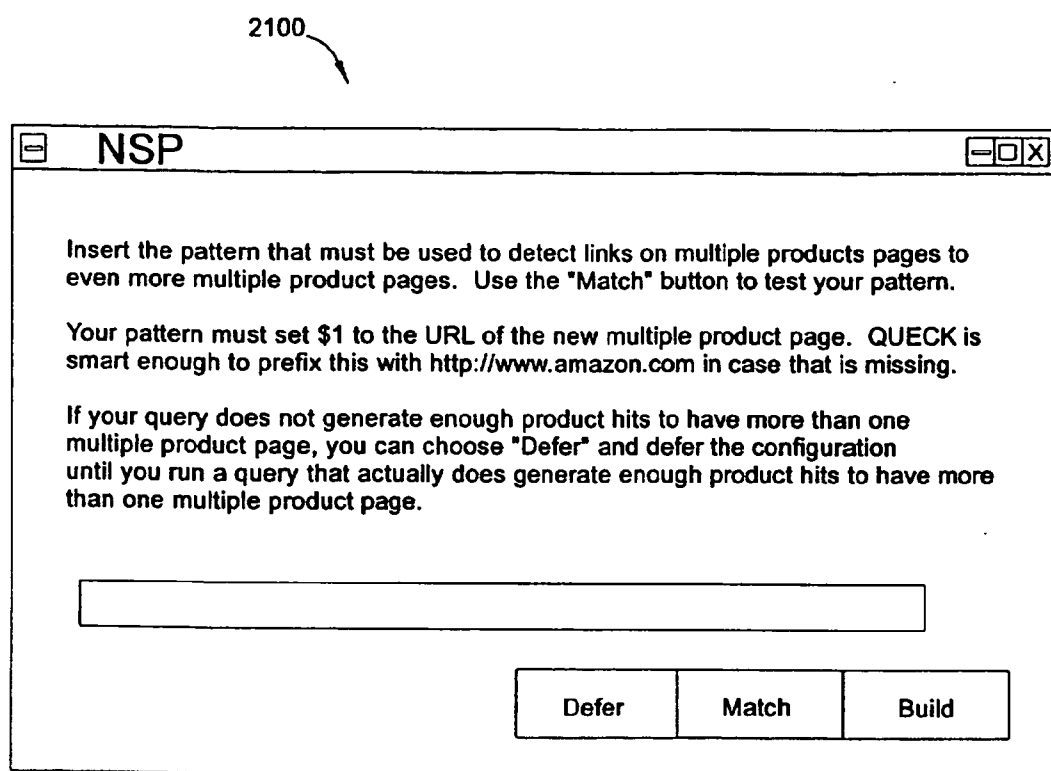 2100
NSP
Insert the pattern that must be used to detect links on multiple products pages to
even more multiple product pages. Use the "Match" button to test your pattern.
Your pattern must set $1 to the URL of the new multiple product page. QUECK is
smart enough to prefix this with http://www.amazon.com in case that is missing.
If your query does not generate enough product hits to have more than one
multiple product page, you can choose "Defer" and defer the configuration
until you run a query that actually does generate enough product hits to have more
than one multiple product page.
Defer Match Build